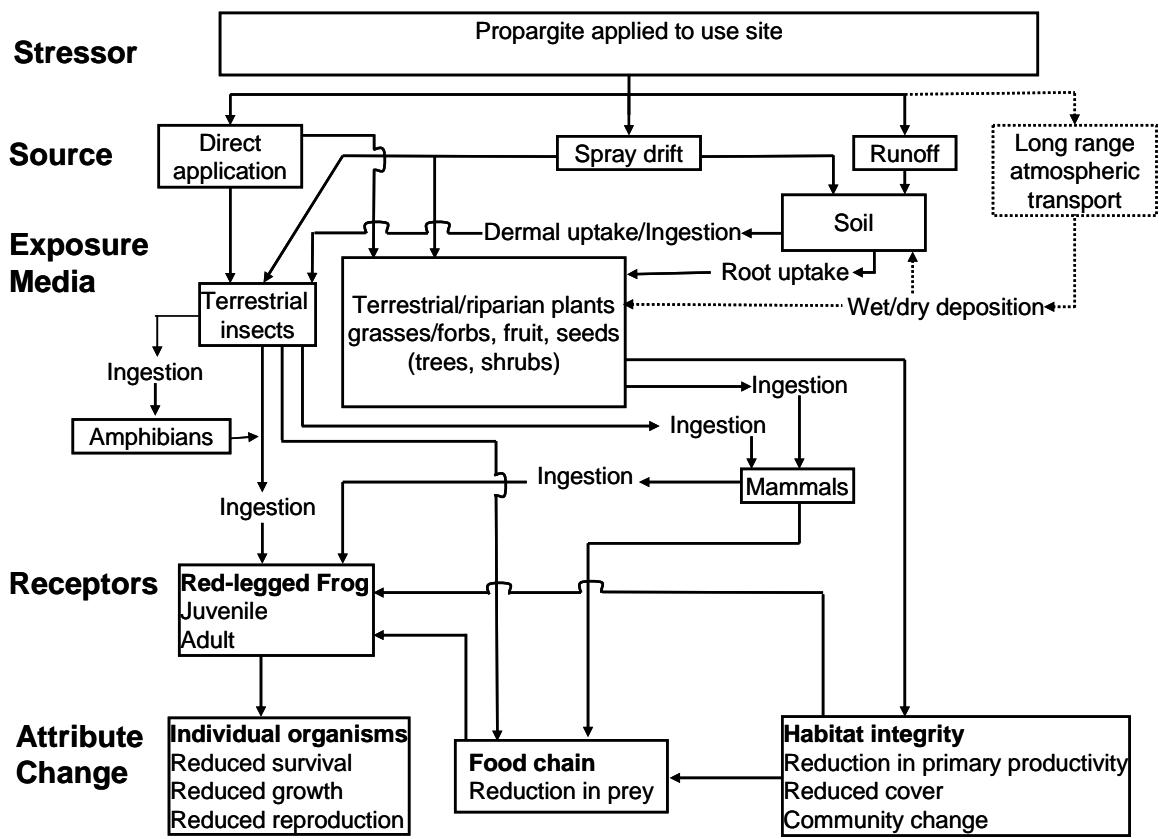 Stressor
Propargite applied to use site
Source
Direct
application
Spray drift
Runoff
Long range
atmospheric
transport
Exposure
Media
Dermal uptake/Ingestion
Soil
Root uptake
Wet/dry deposition
Terrestrial
insects
Terrestrial/riparian plants
grasses/forbs, fruit, seeds
(trees, shrubs)
Ingestion
Ingestion
Ingestion
Amphibians
Ingestion
Mammals
Ingestion
Receptors
Red-legged Frog
Juvenile
Adult
Attribute
Change
Individual organisms
Reduced survival
Reduced growth
Reduced reproduction
Food chain
Reduction in prey
Habitat integrity
Reduction in primary productivity
Reduced cover
Community change